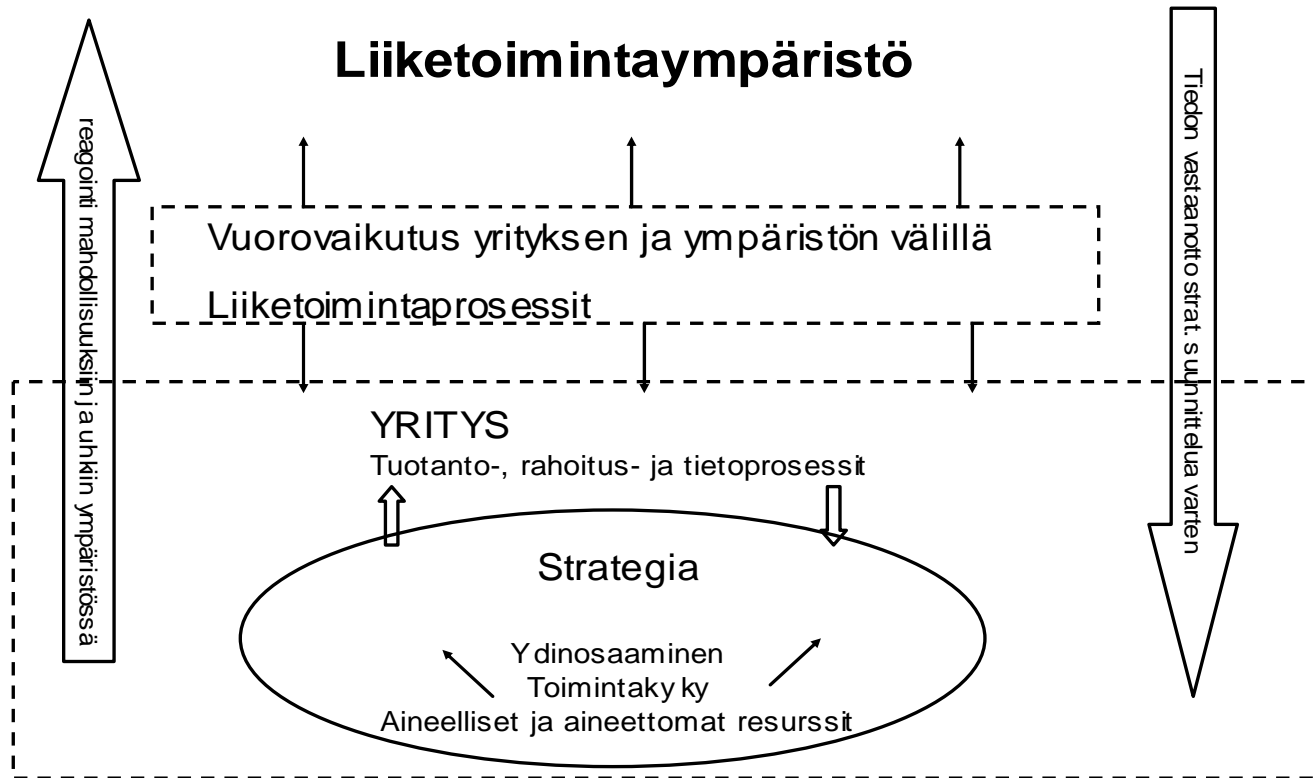 Liiketoimintaympäristö
reagointi mahdollisuuksiin ja uhkiin ympäristössä
Tiedon vastaanotto strat. suunnittelua varten
Vuorovaikutus yrityksen ja ympäristön välillä
Liiketoimintaprosessit
YRITYS
Tuotanto-, rahoitus- ja tietoprosessit
Strategia
Ydinosaaminen
Toimintakyky
Aineelliset ja aineettomat resurssit